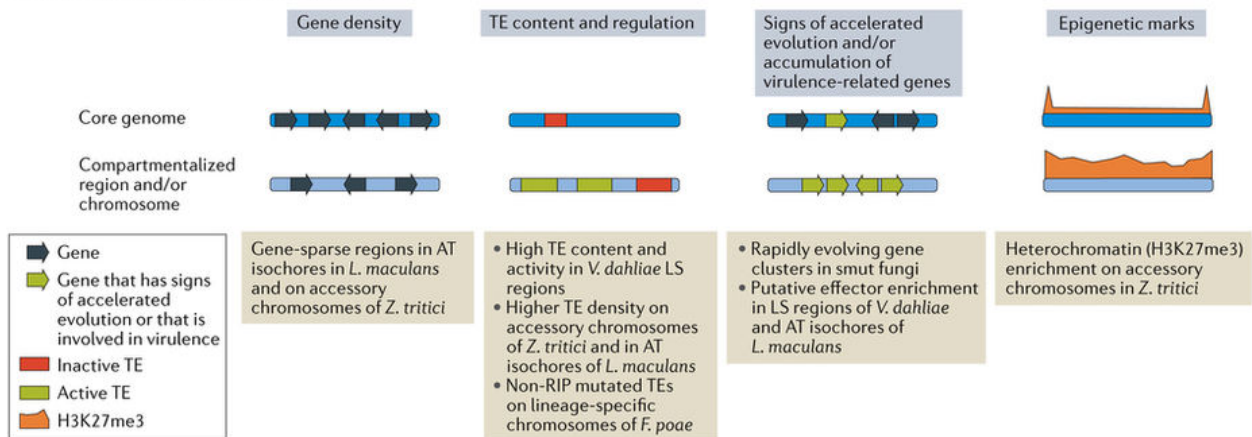 Gene density
TE content and regulation
Signs of accelerated
evolution and/or
accumulation of
virulence-related genes
Epigenetic marks
Core genome
Compartmentalized
region and/or
chromosome
Gene
Gene that has signs
of accelerated
evolution or that is
involved in virulence
Inactive TE
Active TE
H3K27me3
Gene-sparse regions in AT
isochores in L. maculans
and on accessory
chromosomes of Z. tritici
• High TE content and
activity in V. dahliae LS
regions
• Higher TE density on
accessory chromosomes
of Z. tritici and in AT
isochores of L. maculans
• Non-RIP mutated TEs
on lineage-specific
chromosomes of F. poae
• Rapidly evolving gene
clusters in smut fungi
• Putative effector enrichment
in LS regions of V. dahliae
and AT isochores of
L. maculans
Heterochromatin (H3K27me3)
enrichment on accessory
chromosomes in Z. tritici